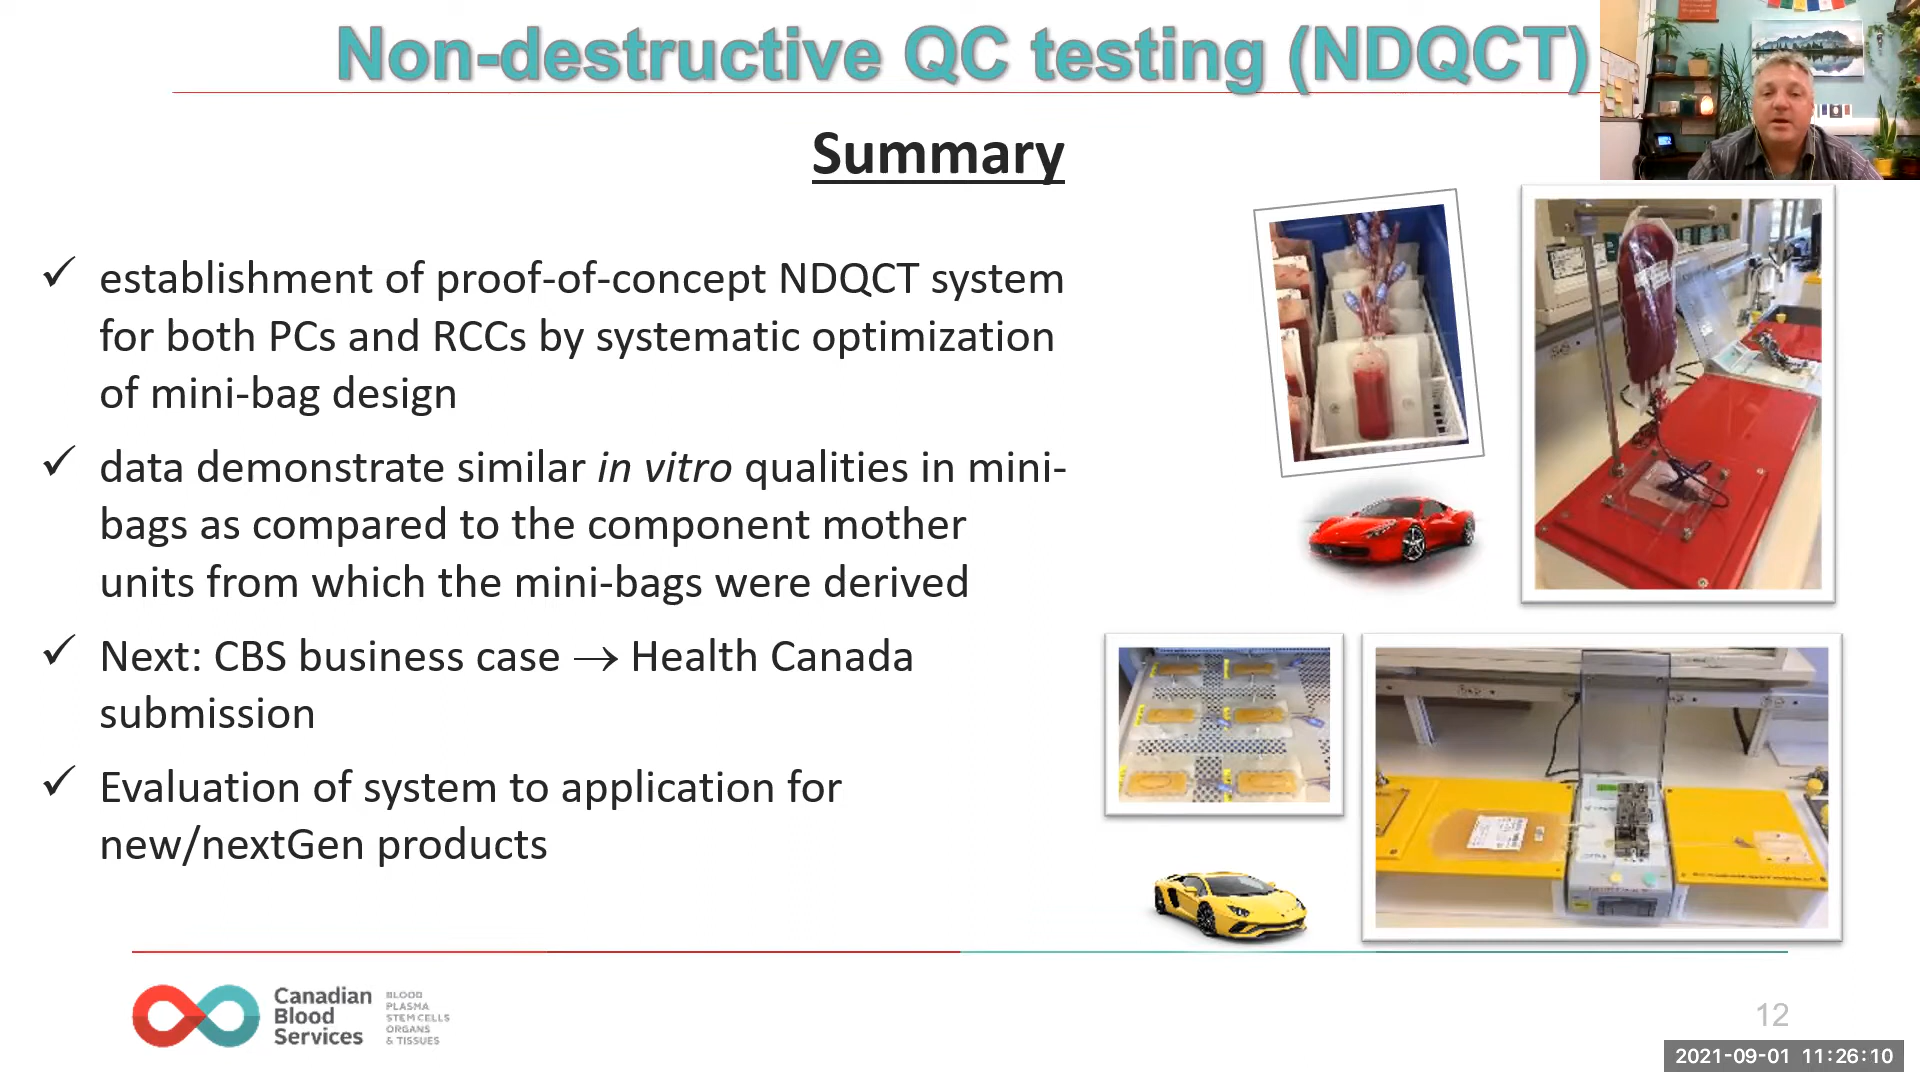 Non-destructive QC testing (NDQCT)
Summary
✓ establishment of proof-of-concept NDQCT system
for both PCs and RCCs by systematic optimization
of mini-bag design
✓ data demonstrate similar in vitro qualities in mini-
bags as compared to the component mother
units from which the mini-bags were derived
✓ Next: CBS business case → Health Canada
submission
✓ Evaluation of system to application for
new/nextGen products
Canadian
Blood
Services
BLOOD
PLASMA
STEM CELLS
ORGANS
& TISSUES
12
2021-09-01 11:26:10